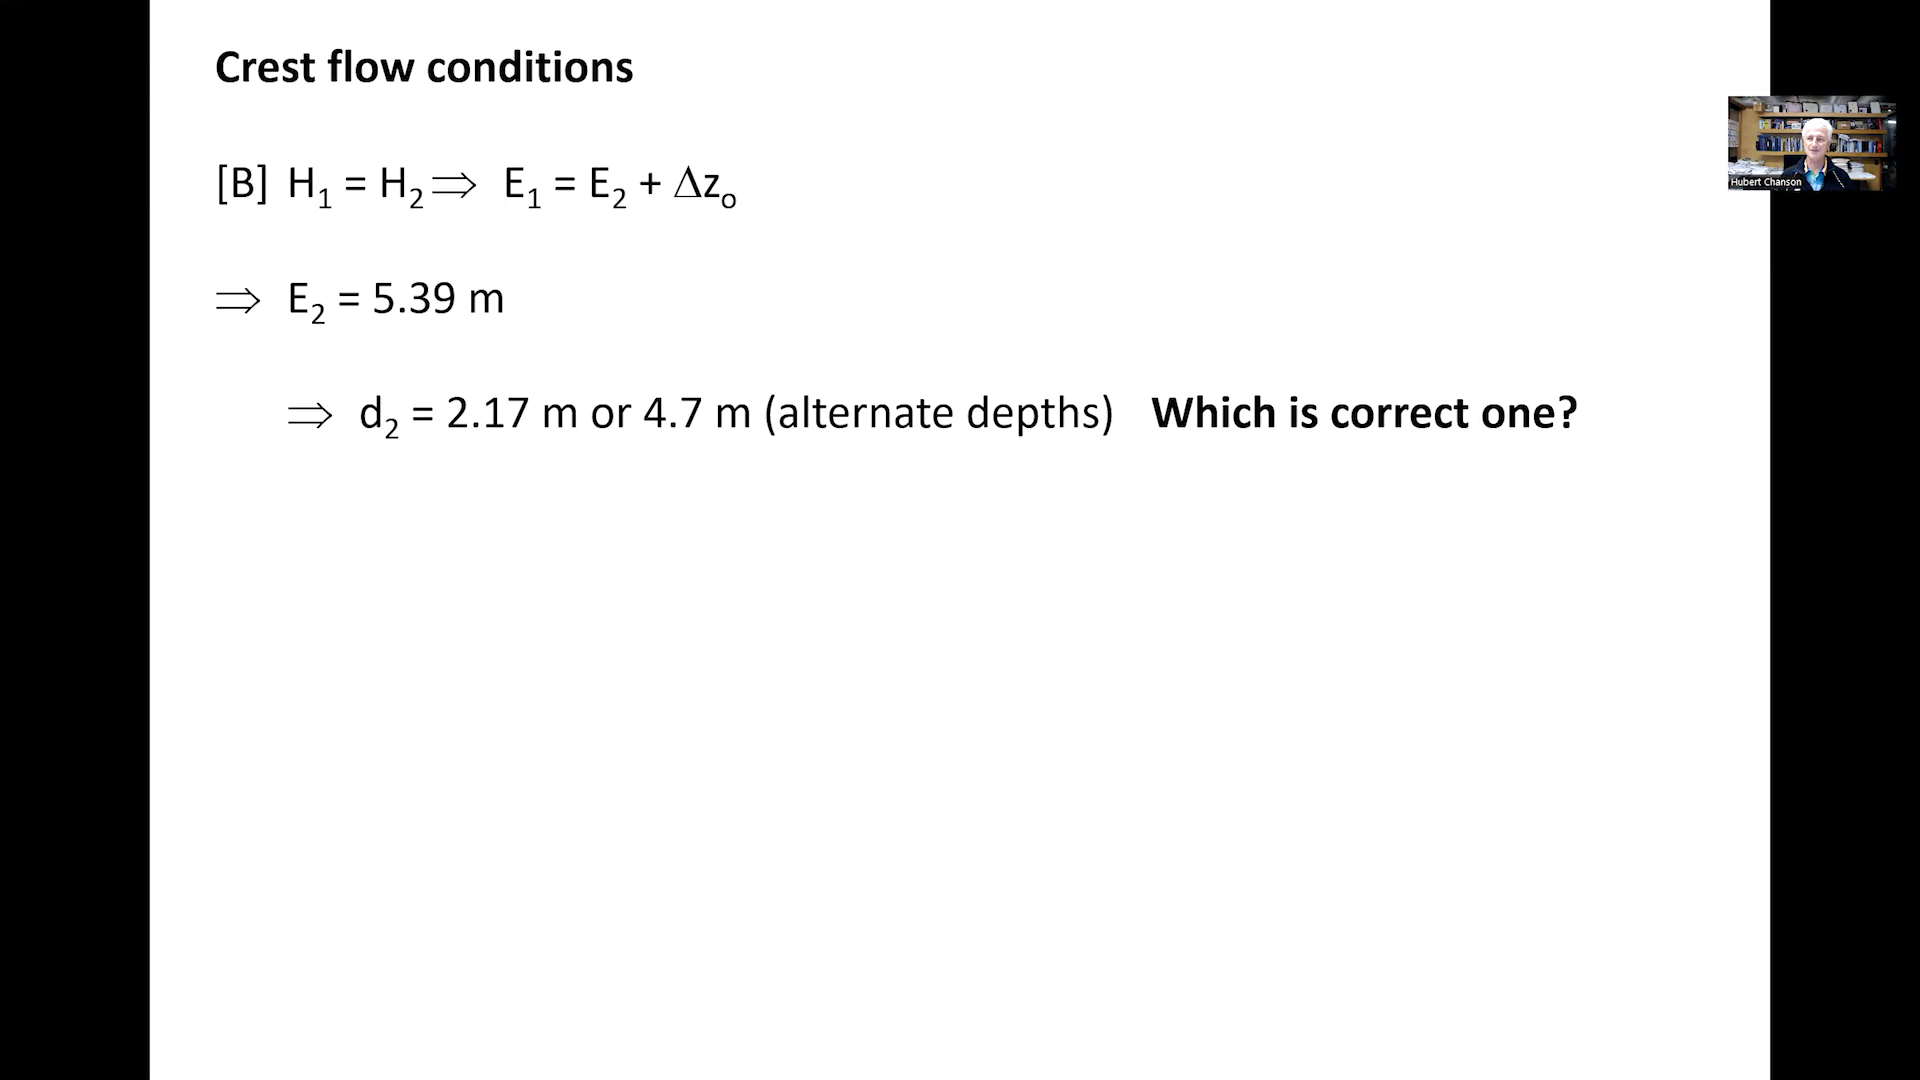 Crest flow conditions
[B] H₁ = H₂ ⇒ E₁ = E₂ + Δzₒ
⇒ E₂ = 5.39 m
⇒ d₂ = 2.17 m or 4.7 m (alternate depths) Which is correct one?
Hubert Chanson